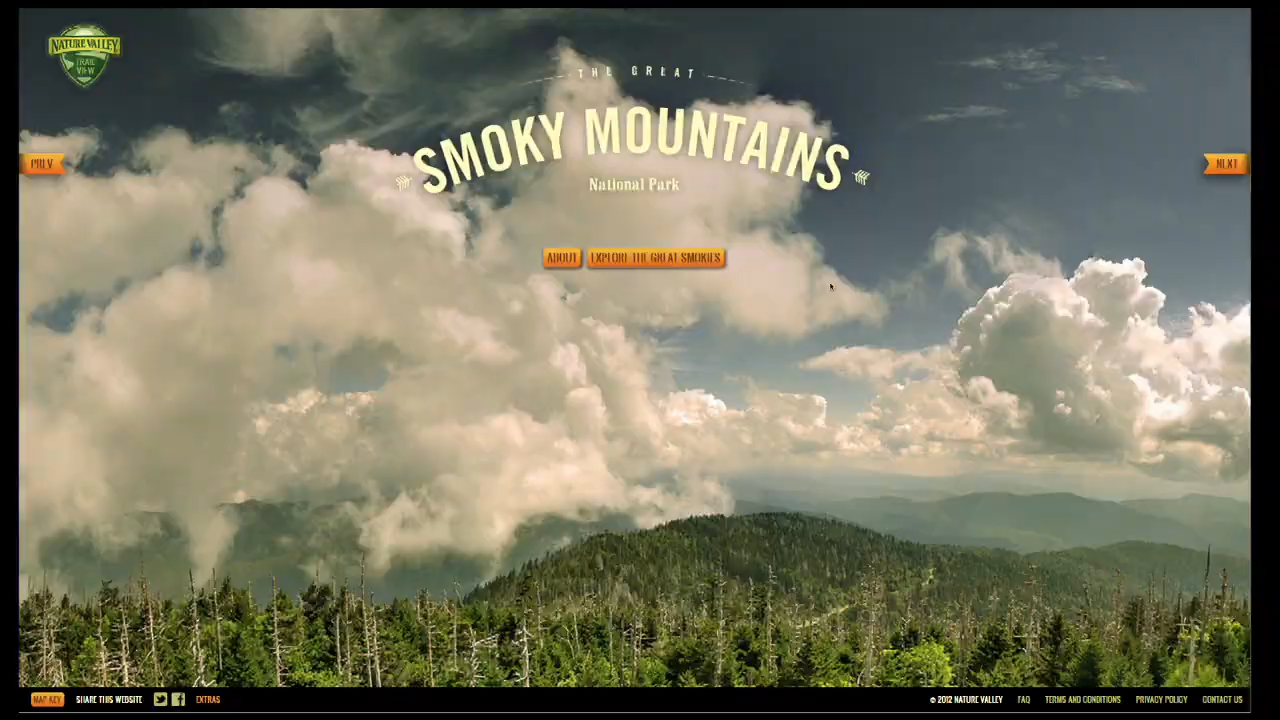 NATURE VALLEY
TRAIL
VIEW
THE GREAT
SMOKY MOUNTAINS
National Park
PREV
NEXT
ABOUT
EXPLORE THE GREAT SMOKIES
MAP KEY
SHARE THIS WEBSITE
EXTRAS
© 2012 NATURE VALLEY
FAQ
TERMS AND CONDITIONS
PRIVACY POLICY
CONTACT US